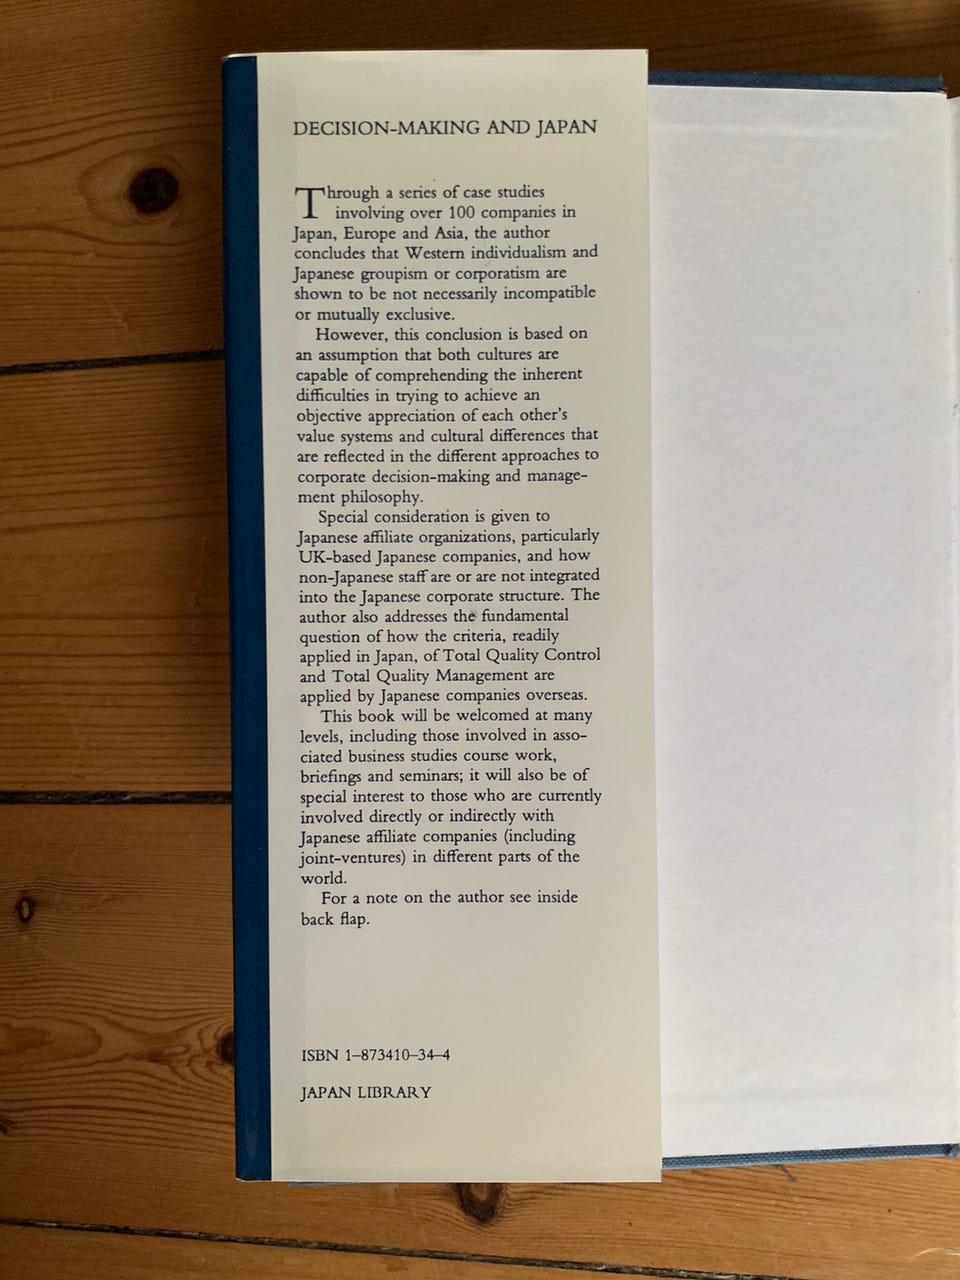 DECISION-MAKING AND JAPAN
Through a series of case studies
involving over 100 companies in
Japan, Europe and Asia, the author
concludes that Western individualism and
Japanese groupism or corporatism are
shown to be not necessarily incompatible
or mutually exclusive.
However, this conclusion is based on
an assumption that both cultures are
capable of comprehending the inherent
difficulties in trying to achieve an
objective appreciation of each other's
value systems and cultural differences that
are reflected in the different approaches to
corporate decision-making and manage-
ment philosophy.
Special consideration is given to
Japanese affiliate organizations, particularly
UK-based Japanese companies, and how
non-Japanese staff are or are not integrated
into the Japanese corporate structure. The
author also addresses the fundamental
question of how the criteria, readily
applied in Japan, of Total Quality Control
and Total Quality Management are
applied by Japanese companies overseas.
This book will be welcomed at many
levels, including those involved in asso-
ciated business studies course work,
briefings and seminars; it will also be of
special interest to those who are currently
involved directly or indirectly with
Japanese affiliate companies (including
joint-ventures) in different parts of the
world.
For a note on the author see inside
back flap.
ISBN 1–873410–34–4
JAPAN LIBRARY